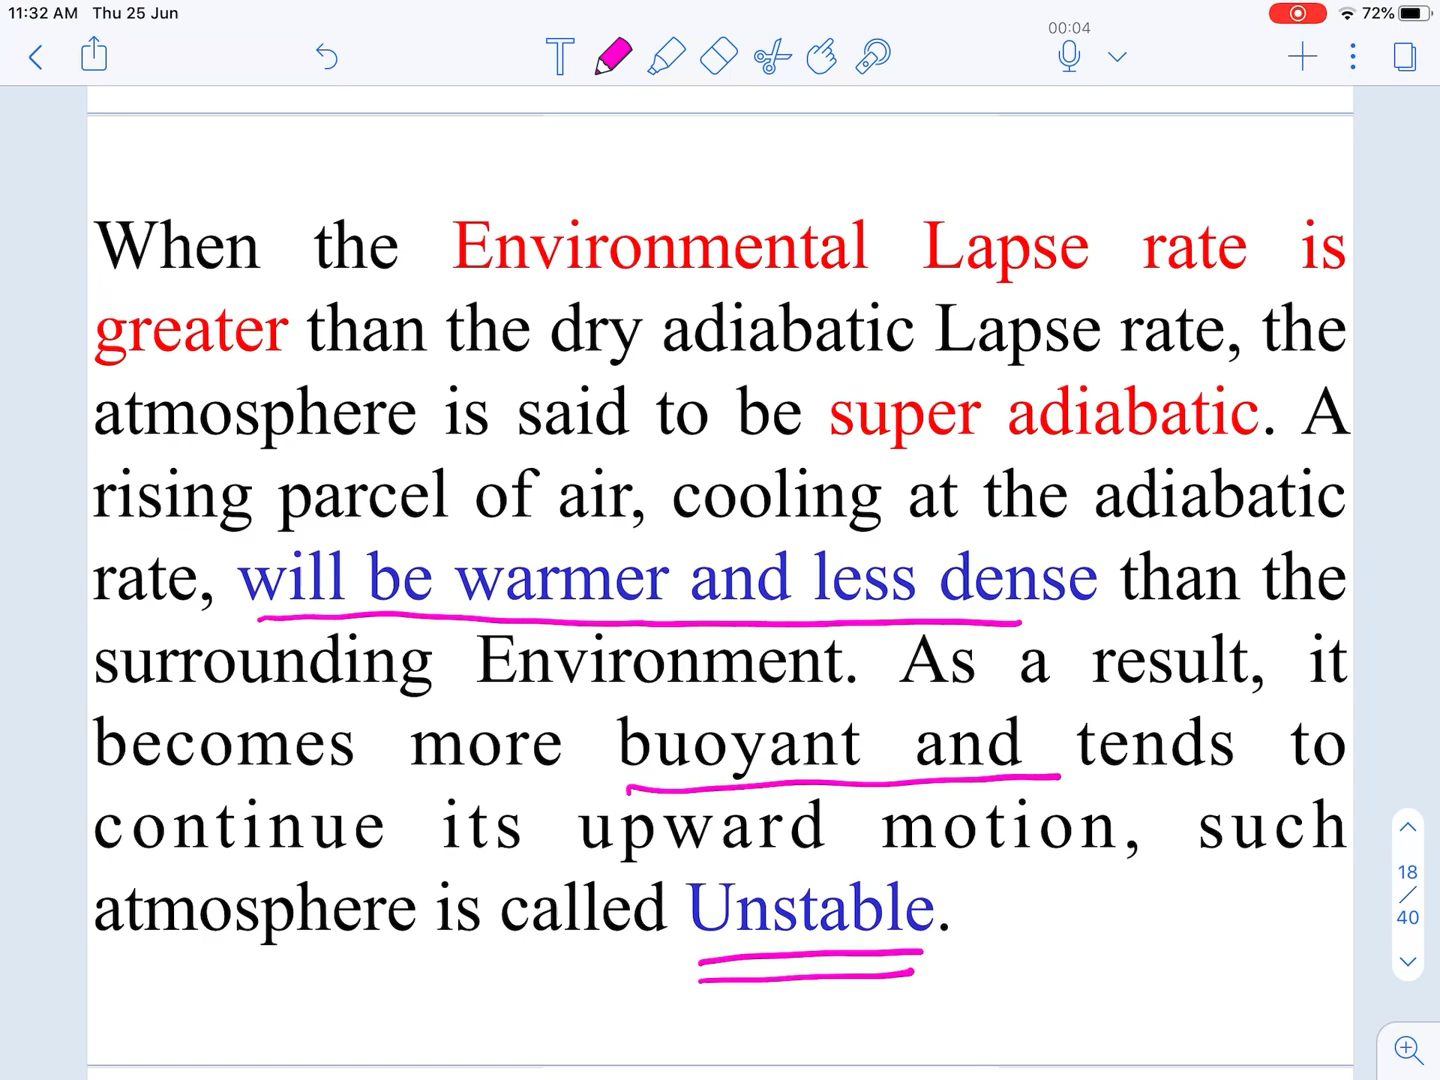 11:32 AM Thu 25 Jun
72%
00:04
T
When the Environmental Lapse rate is
greater than the dry adiabatic Lapse rate, the
atmosphere is said to be super adiabatic. A
rising parcel of air, cooling at the adiabatic
rate, will be warmer and less dense than the
surrounding Environment. As a result, it
becomes more buoyant and tends to
continue its upward motion, such
atmosphere is called Unstable.
18
/
40